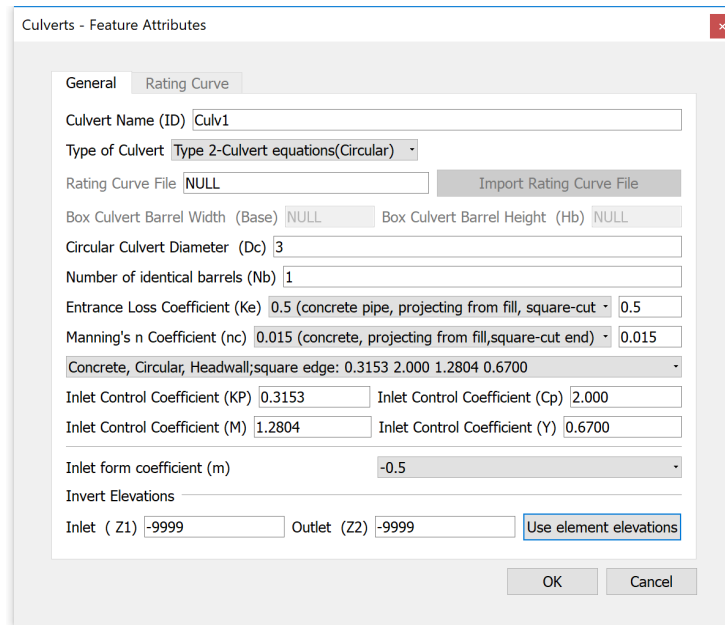 Culverts - Feature Attributes
General Rating Curve
Culvert Name (ID) Culv1
Type of Culvert Type 2-Culvert equations(Circular)
Rating Curve File NULL Import Rating Curve File
Box Culvert Barrel Width (Base) NULL Box Culvert Barrel Height (Hb) NULL
Circular Culvert Diameter (Dc) 3
Number of identical barrels (Nb) 1
Entrance Loss Coefficient (Ke) 0.5 (concrete pipe, projecting from fill, square-cut 0.5
Manning's n Coefficient (nc) 0.015 (concrete, projecting from fill,square-cut end) 0.015
Concrete, Circular, Headwall;square edge: 0.3153 2.000 1.2804 0.6700
Inlet Control Coefficient (KP) 0.3153 Inlet Control Coefficient (Cp) 2.000
Inlet Control Coefficient (M) 1.2804 Inlet Control Coefficient (Y) 0.6700
Inlet form coefficient (m) -0.5
Invert Elevations
Inlet ( Z1) -9999 Outlet (Z2) -9999 Use element elevations
OK Cancel